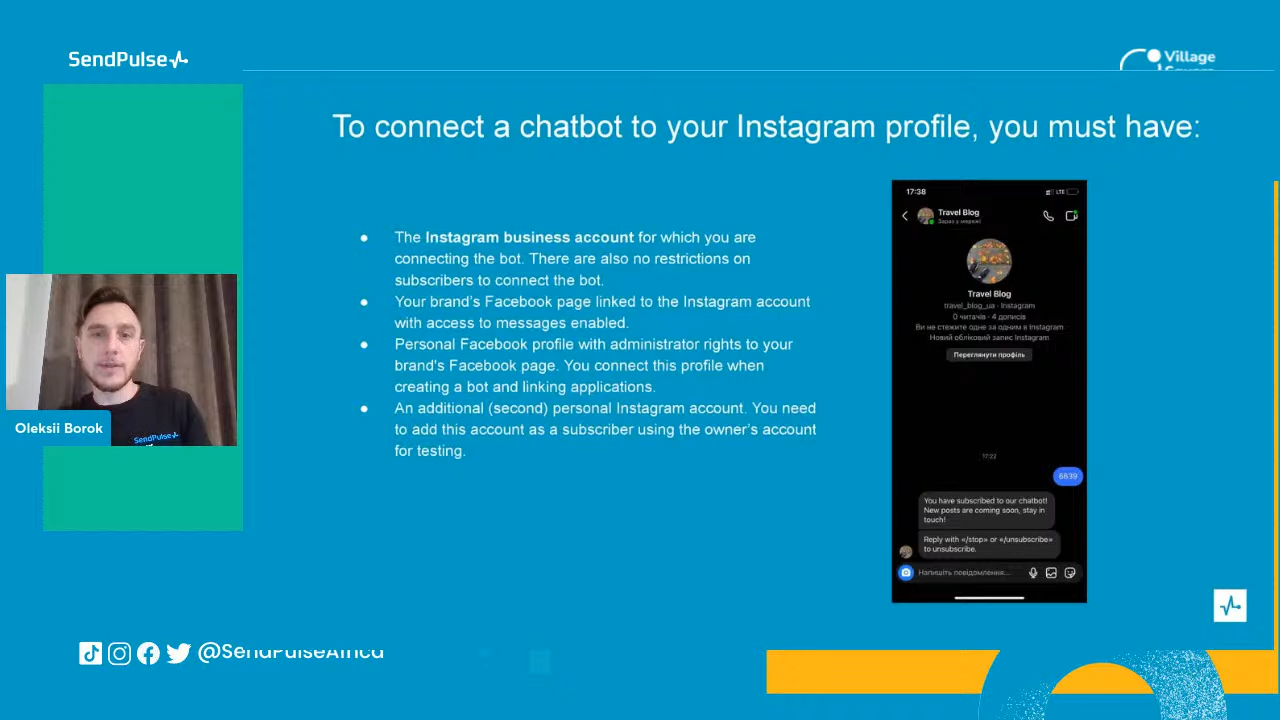 SendPulse
Village
To connect a chatbot to your Instagram profile, you must have:
● The Instagram business account for which you are
connecting the bot. There are also no restrictions on
subscribers to connect the bot.
● Your brand's Facebook page linked to the Instagram account
with access to messages enabled.
● Personal Facebook profile with administrator rights to your
brand's Facebook page. You connect this profile when
creating a bot and linking applications.
● An additional (second) personal Instagram account. You need
to add this account as a subscriber using the owner's account
for testing.
17:38
LTE
Travel Blog
Зараз у мережі
Travel Blog
travel_blog_ua · Instagram
0 читачів · 4 дописів
Ви не стежите одне за одним в Instagram
Новий обліковий запис Instagram
Переглянути профіль
17:22
6839
You have subscribed to our chatbot!
New posts are coming soon, stay in
touch!
Reply with «/stop» or «/unsubscribe»
to unsubscribe.
Напишіть повідомлення...
SendPulse
Oleksii Borok
@SendPulseAfrica